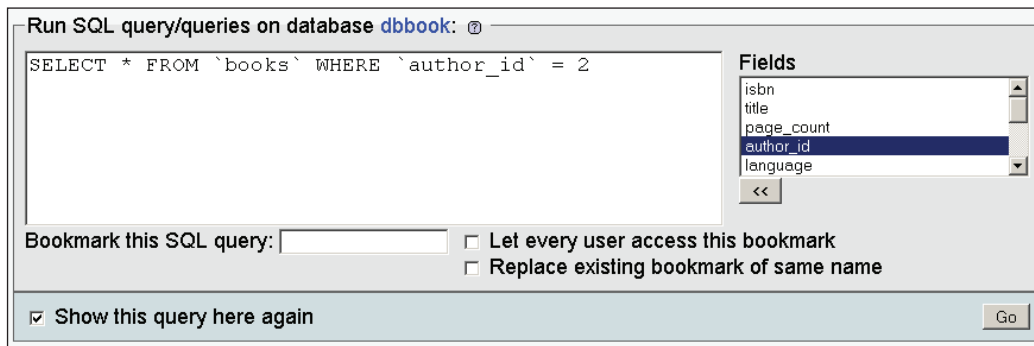 Run SQL query/queries on database dbbook:
SELECT * FROM `books` WHERE `author_id` = 2
Fields
isbn
title
page_count
author_id
language
<<
Bookmark this SQL query:
Let every user access this bookmark
Replace existing bookmark of same name
Show this query here again
Go